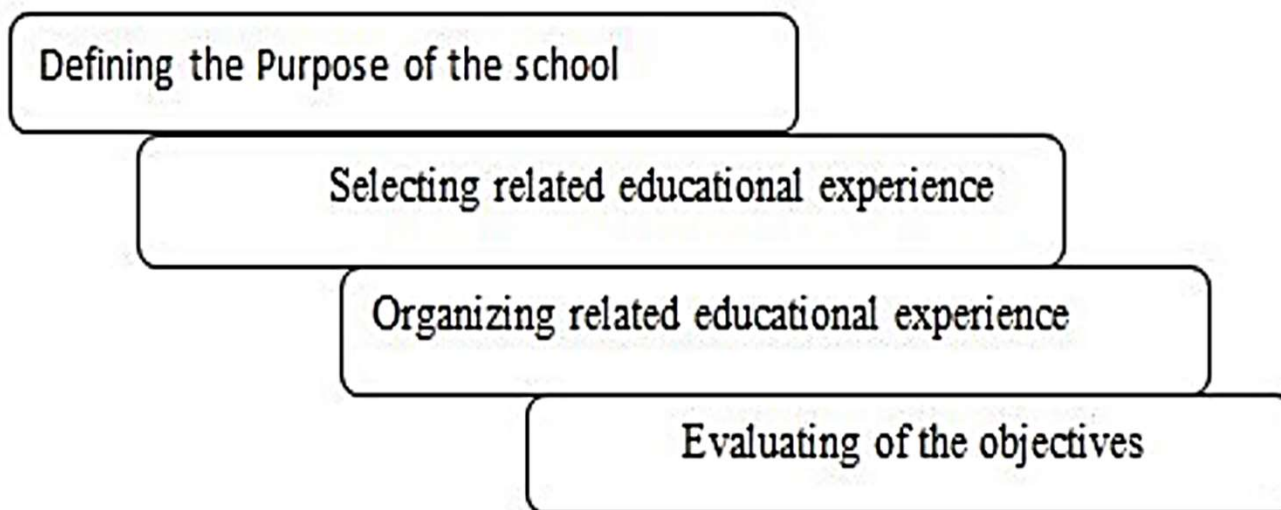 Defining the Purpose of the school
Selecting related educational experience
Organizing related educational experience
Evaluating of the objectives